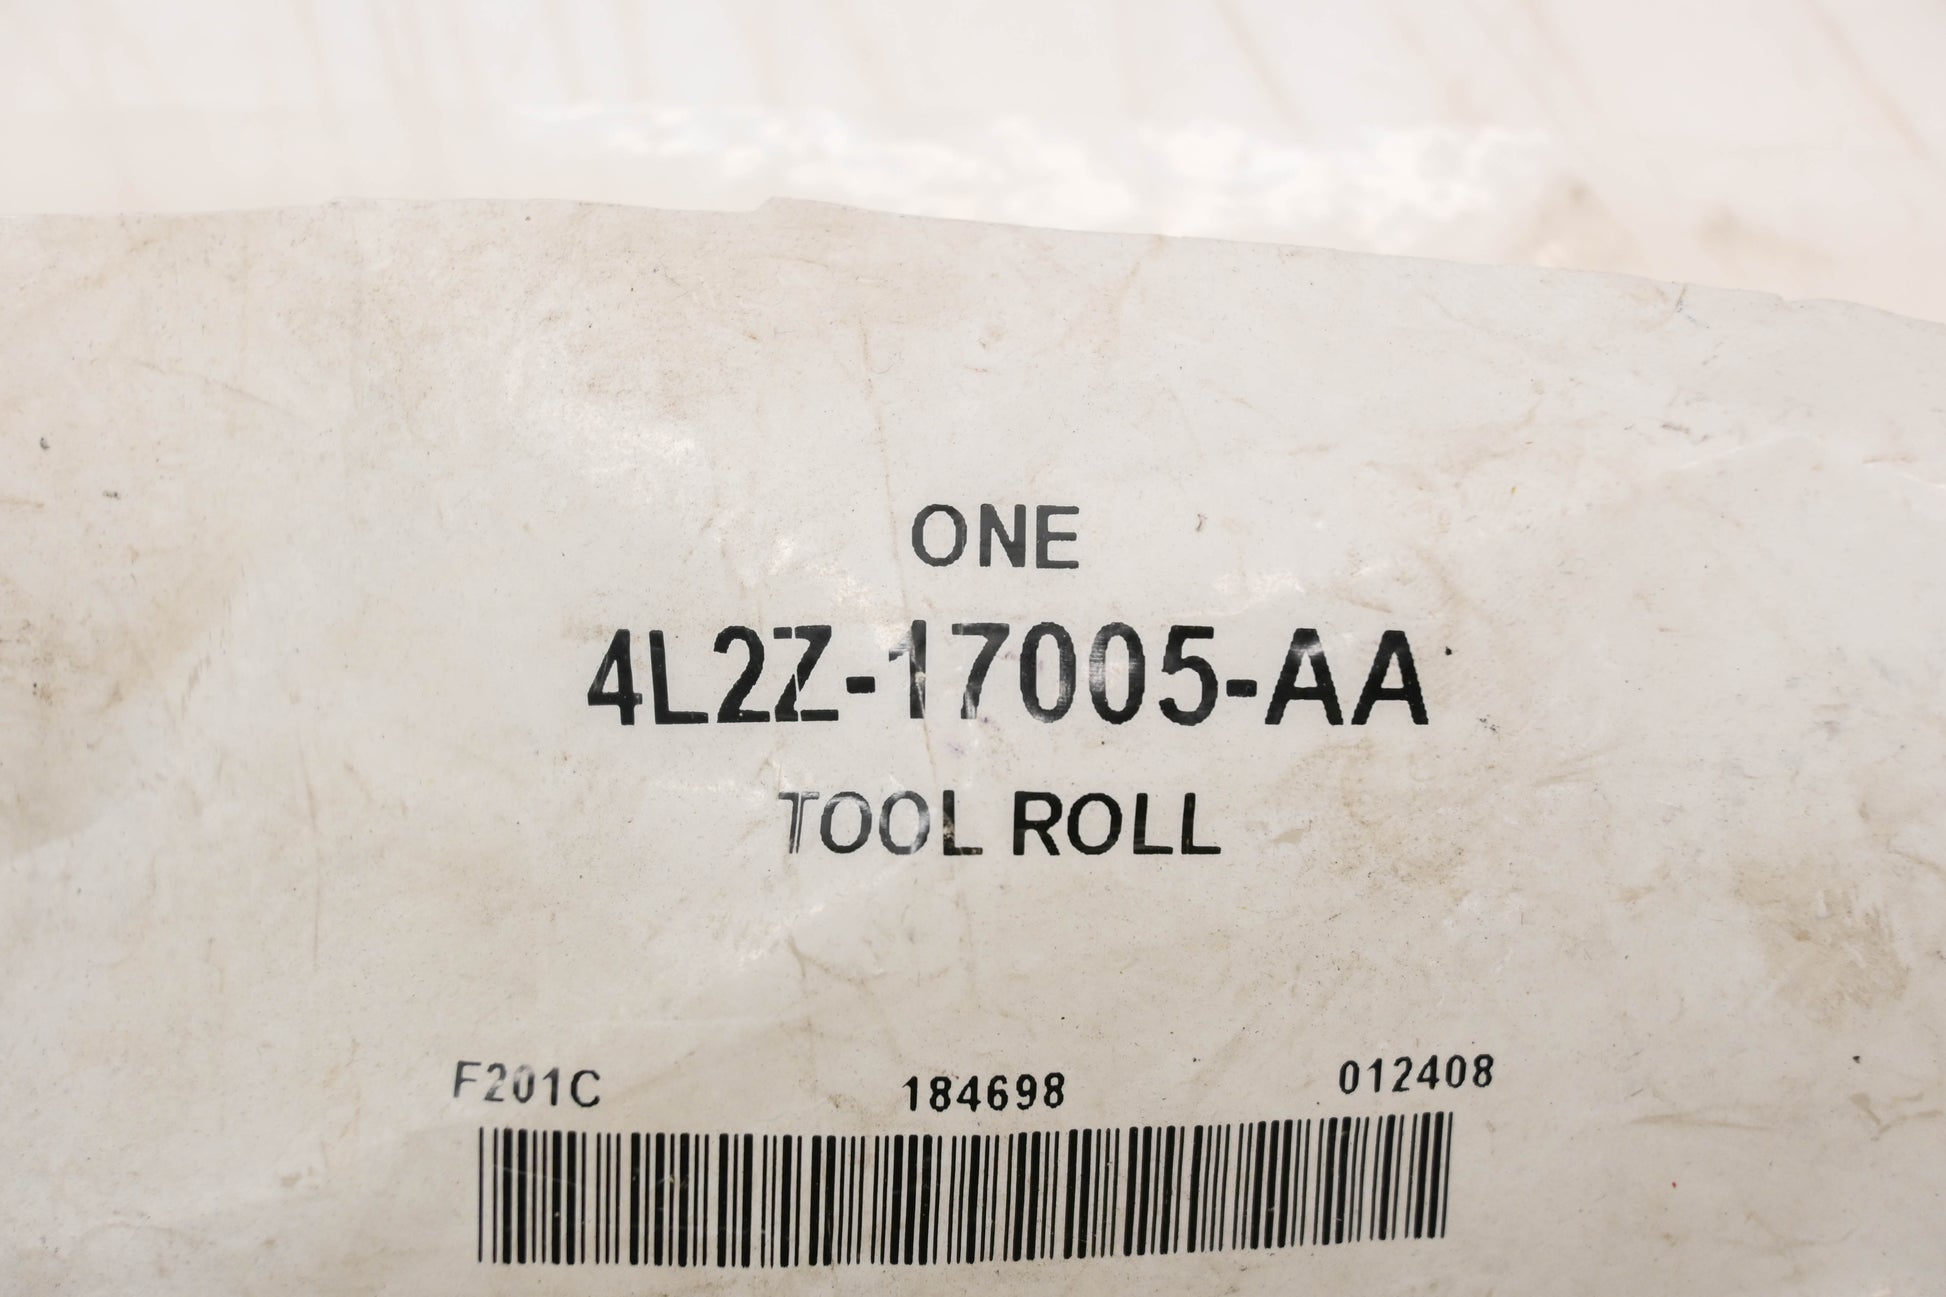 ONE
4L2Z-17005-AA
TOOL ROLL
F201C 184698 012408